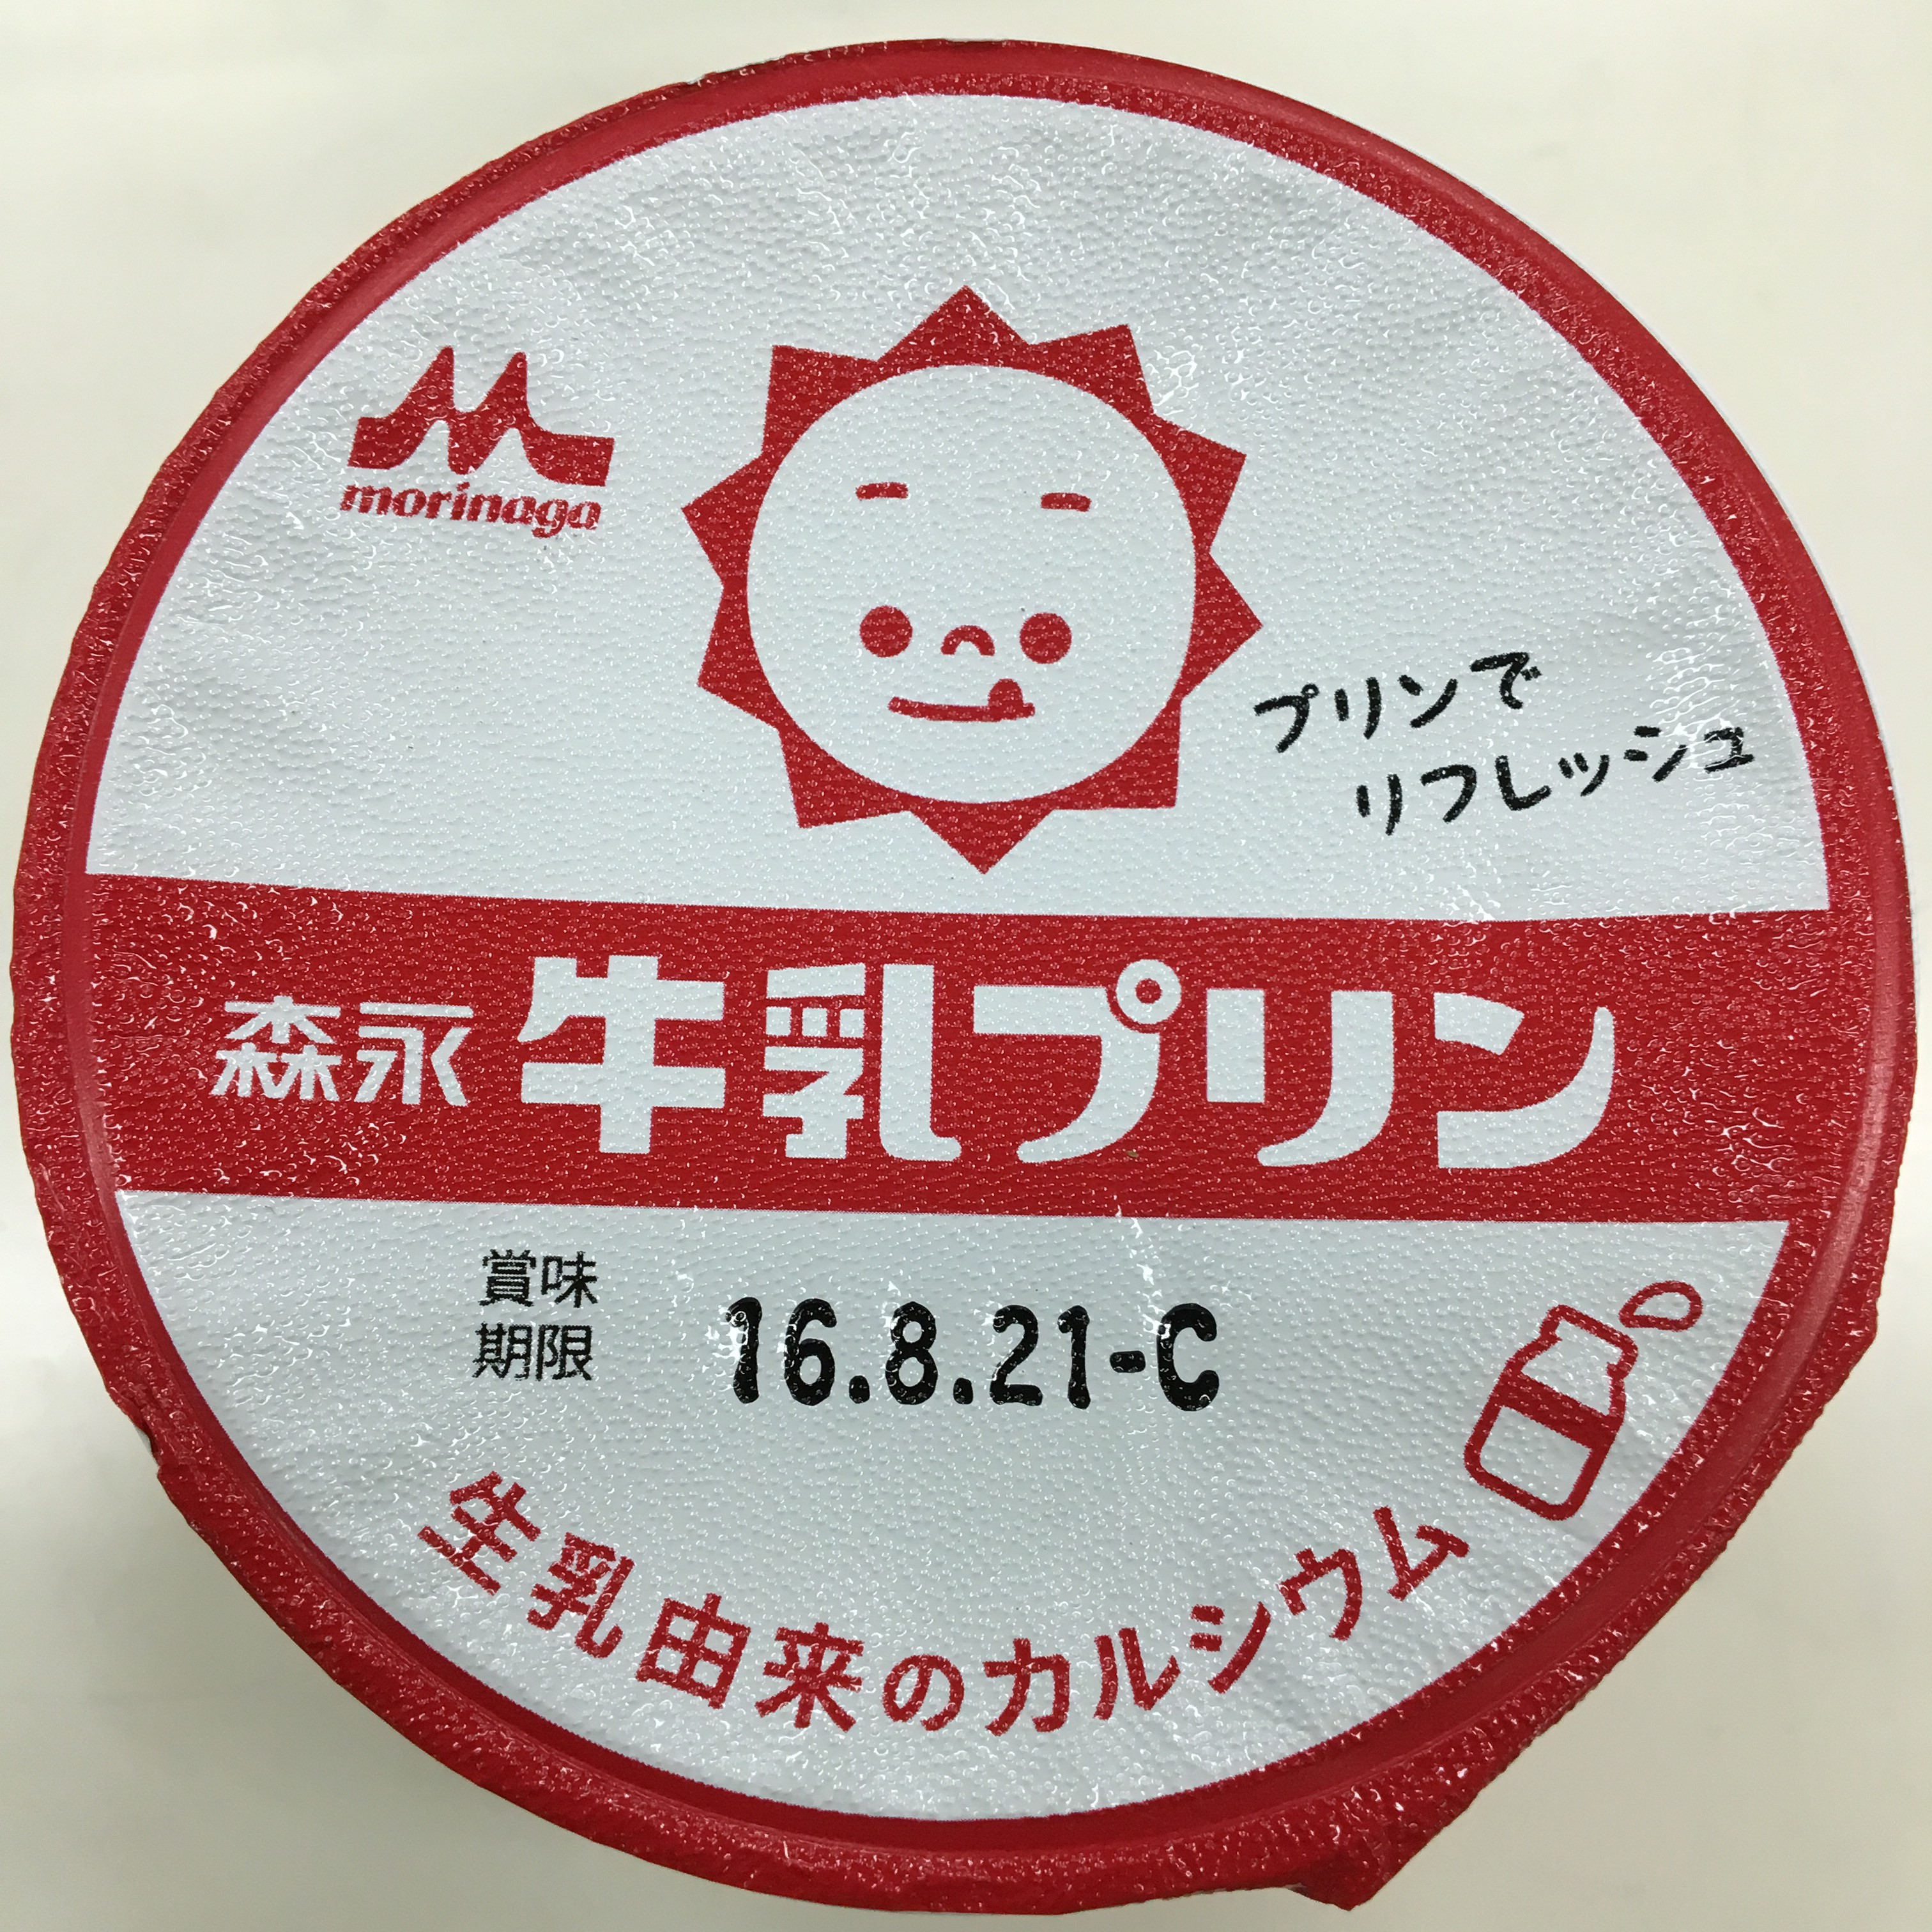 morinaga
プリンで
リフレッシュ
森永牛乳プリン
賞味
期限
16.8.21-C
生乳由来のカルシウム